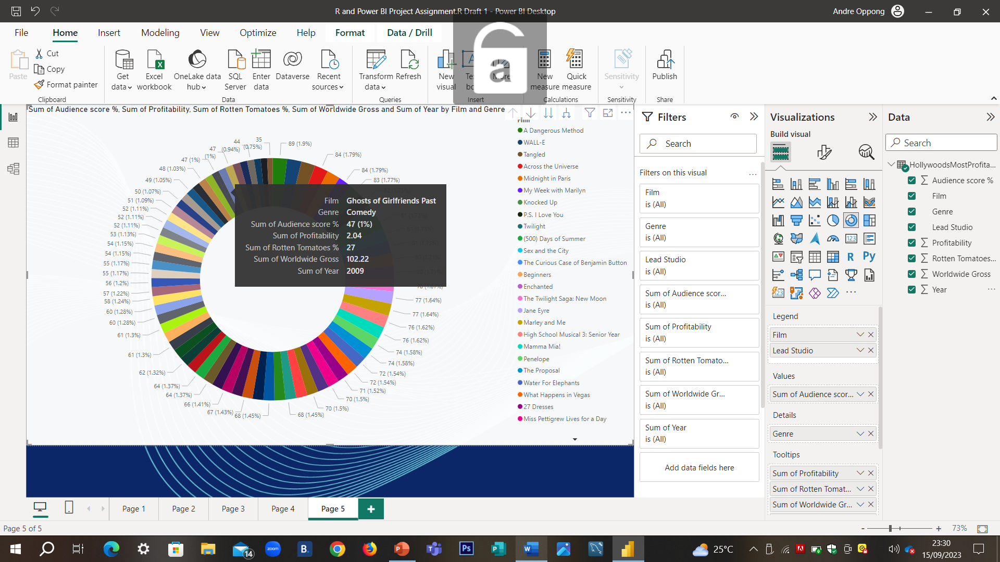 R and Power BI Project Assignment.R Draft 1 - Power BI Desktop
Andre Oppong
File Home Insert Modeling View Optimize Help Format Data / Drill
Paste
Cut
Copy
Format painter
Clipboard
Get data
Excel workbook
OneLake data hub
SQL Server
Enter data
Dataverse
Recent sources
Data
Transform data
Refresh
Queries
New visual
More
Insert
a
New measure
Quick measure
Calculations
Sensitivity
Sensitivity
Publish
Share
Sum of Audience score %, Sum of Profitability, Sum of Rotten Tomatoes %, Sum of Worldwide Gross and Sum of Year by Film and Genre
35 (0.75%)
44 (0.94%)
47 (1%)
47 (1%)
48 (1.03%)
49 (1.05%)
50 (1.07%)
51 (1.09%)
52 (1.11%)
52 (1.11%)
52 (1.11%)
53 (1.13%)
54 (1.15%)
54 (1.15%)
55 (1.17%)
55 (1.17%)
56 (1.2%)
57 (1.22%)
58 (1.24%)
60 (1.28%)
60 (1.28%)
61 (1.3%)
61 (1.3%)
62 (1.32%)
64 (1.37%)
64 (1.37%)
66 (1.41%)
67 (1.43%)
68 (1.45%)
89 (1.9%)
84 (1.79%)
84 (1.79%)
83 (1.77%)
77 (1.64%)
77 (1.64%)
76 (1.62%)
76 (1.62%)
74 (1.58%)
74 (1.58%)
72 (1.54%)
72 (1.54%)
71 (1.52%)
70 (1.5%)
70 (1.5%)
68 (1.45%)
Film Ghosts of Girlfriends Past
Genre Comedy
Sum of Audience score % 47 (1%)
Sum of Profitability 2.04
Sum of Rotten Tomatoes % 27
Sum of Worldwide Gross 102.22
Sum of Year 2009
Film
A Dangerous Method
WALL-E
Tangled
Across the Universe
Midnight in Paris
My Week with Marilyn
Knocked Up
P.S. I Love You
Twilight
(500) Days of Summer
Sex and the City
The Curious Case of Benjamin Button
Beginners
Enchanted
The Twilight Saga: New Moon
Jane Eyre
Marley and Me
High School Musical 3: Senior Year
Mamma Mia!
Penelope
The Proposal
Water For Elephants
What Happens in Vegas
27 Dresses
Miss Pettigrew Lives for a Day
Filters
Search
Filters on this visual
Film
is (All)
Genre
is (All)
Lead Studio
is (All)
Sum of Audience scor...
is (All)
Sum of Profitability
is (All)
Sum of Rotten Tomato...
is (All)
Sum of Worldwide Gr...
is (All)
Sum of Year
is (All)
Add data fields here
Visualizations
Build visual
Legend
Film
Lead Studio
Values
Sum of Audience scor...
Details
Genre
Tooltips
Sum of Profitability
Sum of Rotten Tomat...
Sum of Worldwide Gr...
Data
Search
HollywoodsMostProfita...
Audience score %
Film
Genre
Lead Studio
Profitability
Rotten Tomatoes...
Worldwide Gross
Year
Page 1 Page 2 Page 3 Page 4 Page 5
Page 5 of 5
73%
14
zoom
B.
Ps
25°C
23:30
15/09/2023